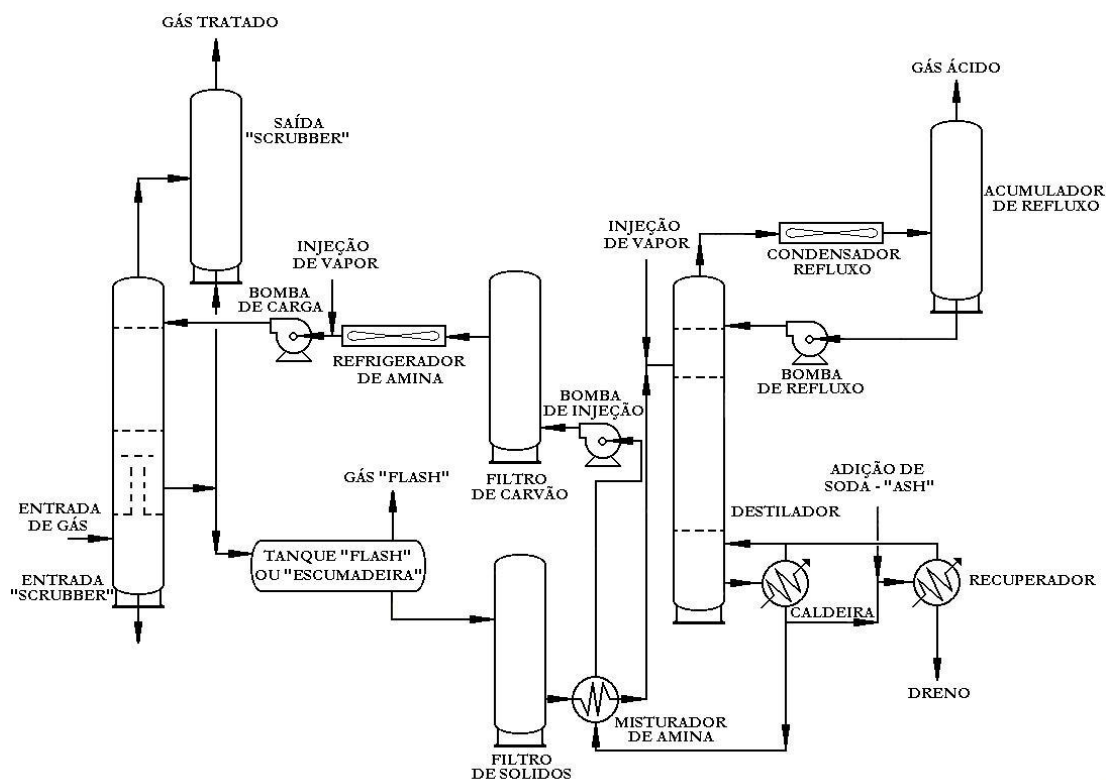 GÁS TRATADO
SAÍDA
"SCRUBBER"
GÁS ÁCIDO
ACUMULADOR
DE REFLUXO
INJEÇÃO
DE VAPOR
CONDENSADOR
REFLUXO
INJEÇÃO
DE VAPOR
BOMBA
DE CARGA
REFRIGERADOR
DE AMINA
BOMBA
DE REFLUXO
BOMBA
DE INJEÇÃO
FILTRO
DE CARVÃO
GÁS "FLASH"
ADIÇÃO DE
SODA - "ASH"
ENTRADA
DE GÁS
DESTILADOR
TANQUE "FLASH"
OU "ESCUMADEIRA"
ENTRADA
"SCRUBBER"
RECUPERADOR
CALDEIRA
DRENO
MISTURADOR
DE AMINA
FILTRO
DE SOLIDOS